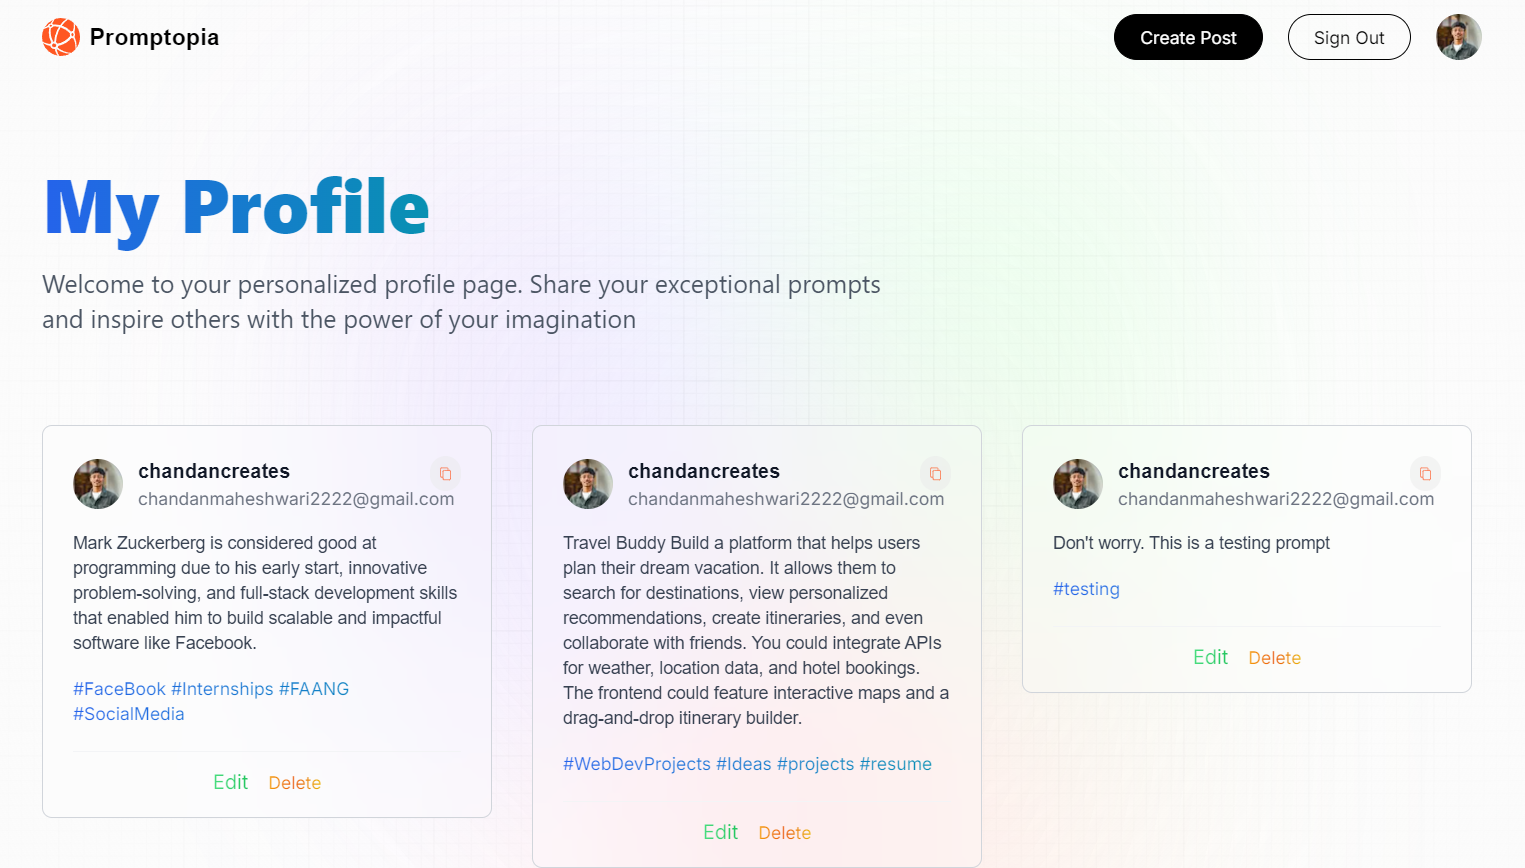 Promptopia
Create Post
Sign Out
My Profile
Welcome to your personalized profile page. Share your exceptional prompts
and inspire others with the power of your imagination
chandancreates
chandanmaheshwari2222@gmail.com
Mark Zuckerberg is considered good at
programming due to his early start, innovative
problem-solving, and full-stack development skills
that enabled him to build scalable and impactful
software like Facebook.
#FaceBook #Internships #FAANG
#SocialMedia
Edit Delete
chandancreates
chandanmaheshwari2222@gmail.com
Travel Buddy Build a platform that helps users
plan their dream vacation. It allows them to
search for destinations, view personalized
recommendations, create itineraries, and even
collaborate with friends. You could integrate APIs
for weather, location data, and hotel bookings.
The frontend could feature interactive maps and a
drag-and-drop itinerary builder.
#WebDevProjects #Ideas #projects #resume
Edit Delete
chandancreates
chandanmaheshwari2222@gmail.com
Don't worry. This is a testing prompt
#testing
Edit Delete